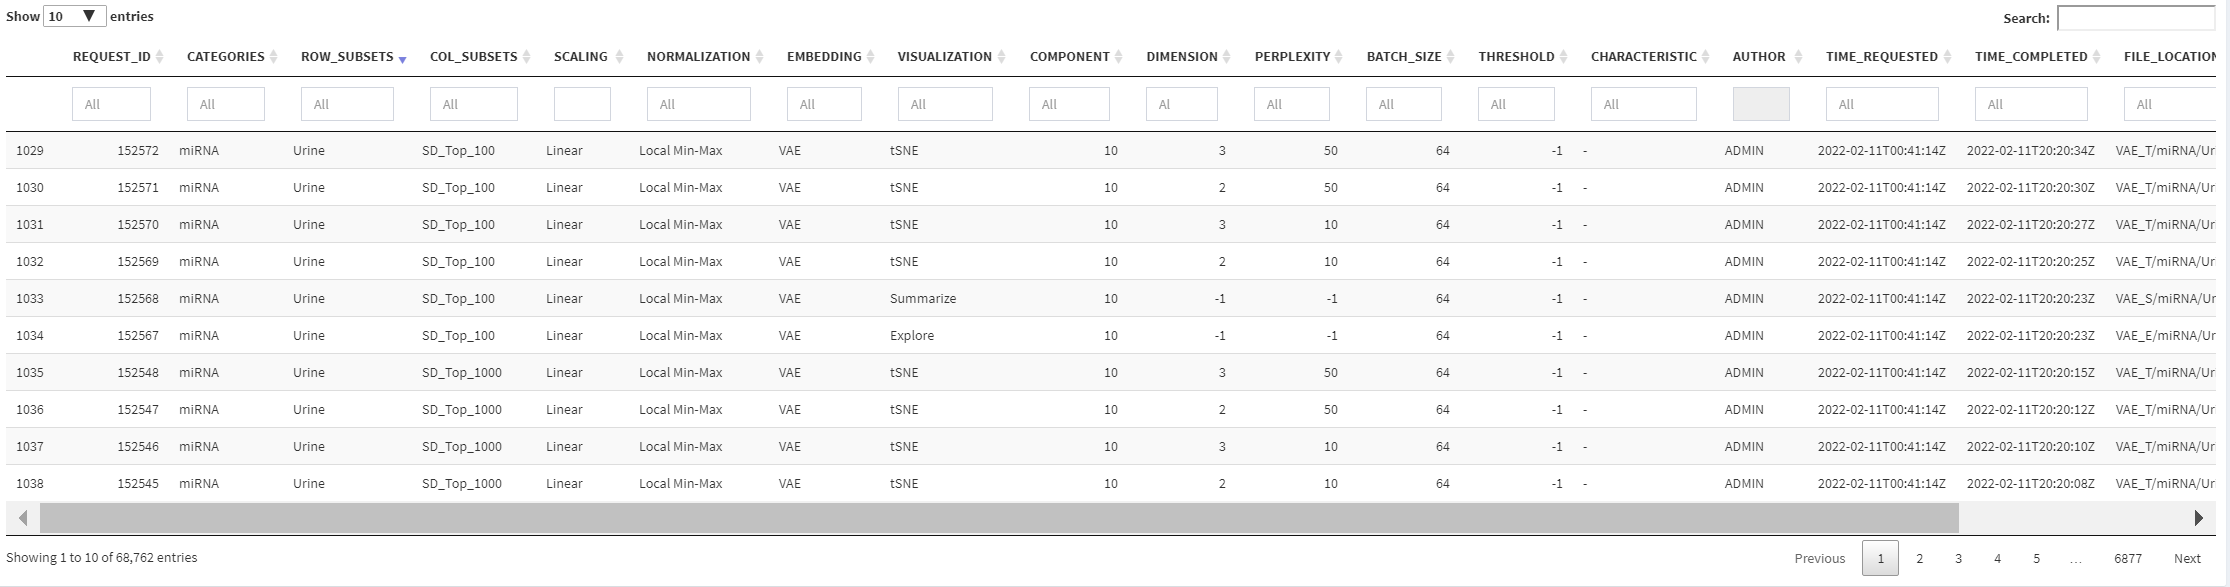 Show 10 ▼ entries Search:
REQUEST_ID CATEGORIES ROW_SUBSETS COL_SUBSETS SCALING NORMALIZATION EMBEDDING VISUALIZATION COMPONENT DIMENSION PERPLEXITY BATCH_SIZE THRESHOLD CHARACTERISTIC AUTHOR TIME_REQUESTED TIME_COMPLETED FILE_LOCATION
All All All All All All All All Al All All All All All All All
1029 152572 miRNA Urine SD_Top_100 Linear Local Min-Max VAE tSNE 10 3 50 64 -1 - ADMIN 2022-02-11T00:41:14Z 2022-02-11T20:20:34Z VAE_T/miRNA/Ur
1030 152571 miRNA Urine SD_Top_100 Linear Local Min-Max VAE tSNE 10 2 50 64 -1 - ADMIN 2022-02-11T00:41:14Z 2022-02-11T20:20:30Z VAE_T/miRNA/Ur
1031 152570 miRNA Urine SD_Top_100 Linear Local Min-Max VAE tSNE 10 3 10 64 -1 - ADMIN 2022-02-11T00:41:14Z 2022-02-11T20:20:27Z VAE_T/miRNA/Ur
1032 152569 miRNA Urine SD_Top_100 Linear Local Min-Max VAE tSNE 10 2 10 64 -1 - ADMIN 2022-02-11T00:41:14Z 2022-02-11T20:20:25Z VAE_T/miRNA/Ur
1033 152568 miRNA Urine SD_Top_100 Linear Local Min-Max VAE Summarize 10 -1 -1 64 -1 - ADMIN 2022-02-11T00:41:14Z 2022-02-11T20:20:23Z VAE_S/miRNA/Ur
1034 152567 miRNA Urine SD_Top_100 Linear Local Min-Max VAE Explore 10 -1 -1 64 -1 - ADMIN 2022-02-11T00:41:14Z 2022-02-11T20:20:23Z VAE_E/miRNA/Ur
1035 152548 miRNA Urine SD_Top_1000 Linear Local Min-Max VAE tSNE 10 3 50 64 -1 - ADMIN 2022-02-11T00:41:14Z 2022-02-11T20:20:15Z VAE_T/miRNA/Ur
1036 152547 miRNA Urine SD_Top_1000 Linear Local Min-Max VAE tSNE 10 2 50 64 -1 - ADMIN 2022-02-11T00:41:14Z 2022-02-11T20:20:12Z VAE_T/miRNA/Ur
1037 152546 miRNA Urine SD_Top_1000 Linear Local Min-Max VAE tSNE 10 3 10 64 -1 - ADMIN 2022-02-11T00:41:14Z 2022-02-11T20:20:10Z VAE_T/miRNA/Ur
1038 152545 miRNA Urine SD_Top_1000 Linear Local Min-Max VAE tSNE 10 2 10 64 -1 - ADMIN 2022-02-11T00:41:14Z 2022-02-11T20:20:08Z VAE_T/miRNA/Ur
Showing 1 to 10 of 68,762 entries Previous 1 2 3 4 5 … 6877 Next